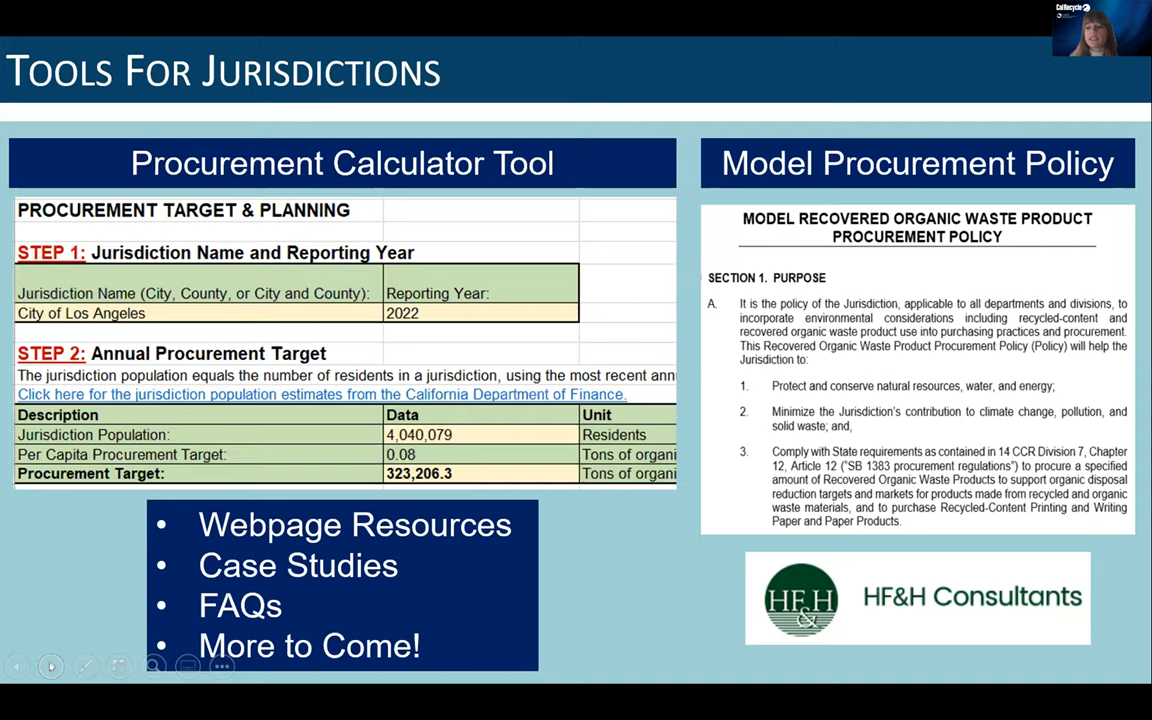 CalRecycle
TOOLS FOR JURISDICTIONS
Procurement Calculator Tool
PROCUREMENT TARGET & PLANNING
STEP 1: Jurisdiction Name and Reporting Year
Jurisdiction Name (City, County, or City and County): Reporting Year:
City of Los Angeles 2022
STEP 2: Annual Procurement Target
The jurisdiction population equals the number of residents in a jurisdiction, using the most recent ann
Click here for the jurisdiction population estimates from the California Department of Finance.
Description Data Unit
Jurisdiction Population: 4,040,079 Residents
Per Capita Procurement Target: 0.08 Tons of organi
Procurement Target: 323,206.3 Tons of organi
• Webpage Resources
• Case Studies
• FAQs
• More to Come!
Model Procurement Policy
MODEL RECOVERED ORGANIC WASTE PRODUCT
PROCUREMENT POLICY
SECTION 1. PURPOSE
A. It is the policy of the Jurisdiction, applicable to all departments and divisions, to
incorporate environmental considerations including recycled-content and
recovered organic waste product use into purchasing practices and procurement.
This Recovered Organic Waste Product Procurement Policy (Policy) will help the
Jurisdiction to:
1. Protect and conserve natural resources, water, and energy;
2. Minimize the Jurisdiction's contribution to climate change, pollution, and
solid waste; and,
3. Comply with State requirements as contained in 14 CCR Division 7, Chapter
12, Article 12 ("SB 1383 procurement regulations") to procure a specified
amount of Recovered Organic Waste Products to support organic disposal
reduction targets and markets for products made from recycled and organic
waste materials, and to purchase Recycled-Content Printing and Writing
Paper and Paper Products.
HF&H
HF&H Consultants